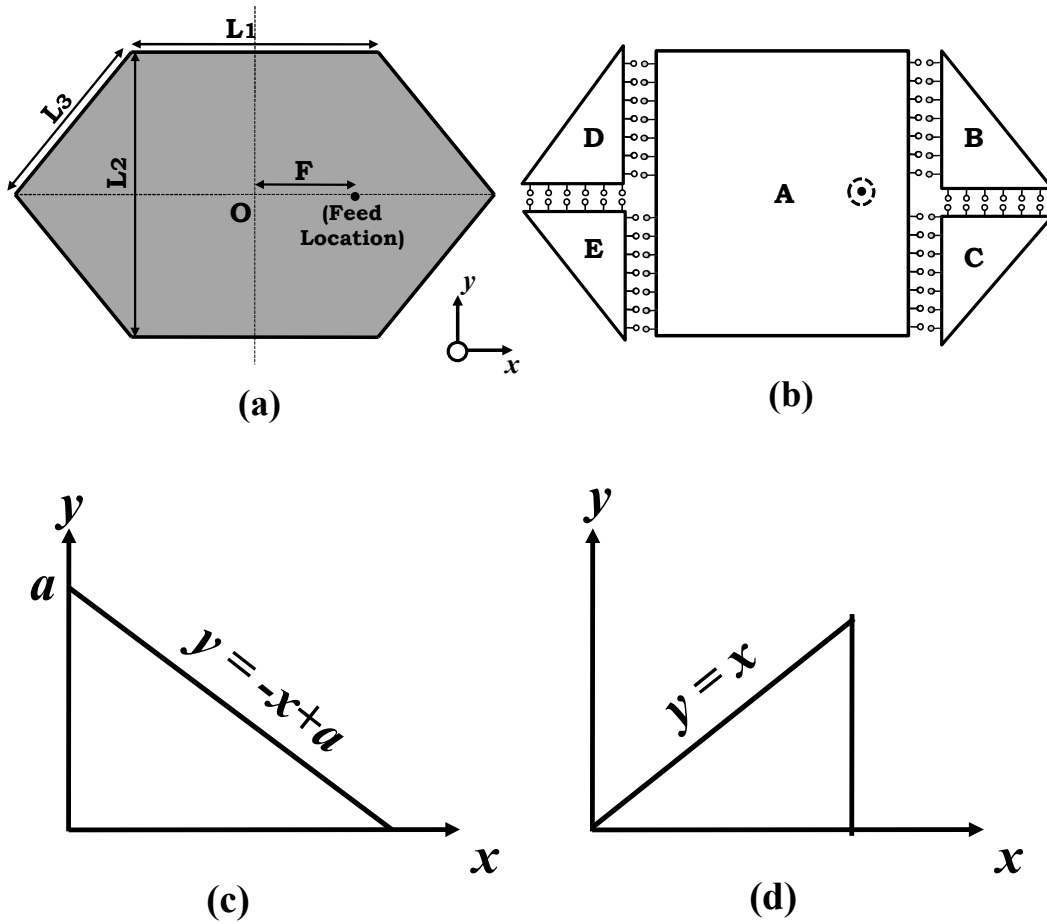 L1
L3
L2
F
O
(Feed
Location)
y
x
(a)
D
B
A
E
C
(b)
y
a
y = -x+a
x
(c)
y
y = x
x
(d)